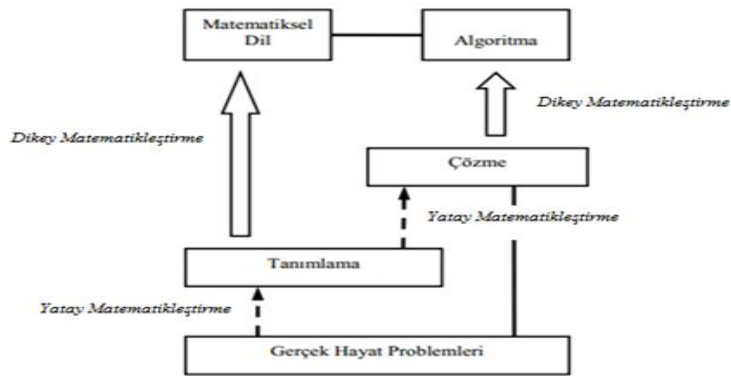 Matematiksel
Dil
Algoritma
Dikey Matematikleştirme
Dikey Matematikleştirme
Çözme
Yatay Matematikleştirme
Tanımlama
Yatay Matematikleştirme
Gerçek Hayat Problemleri